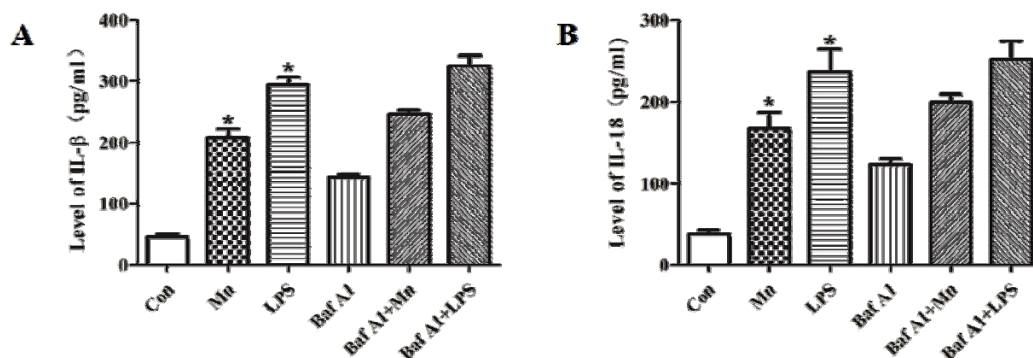 A
Level of IL-β (pg/ml)
400
300
200
100
0
*
*
Con
Mn
LPS
Baf A1
Baf A1+Mn
Baf A1+LPS
B
Level of IL-18 (pg/ml)
300
200
100
0
*
*
Con
Mn
LPS
Baf A1
Baf A1+Mn
Baf A1+LPS